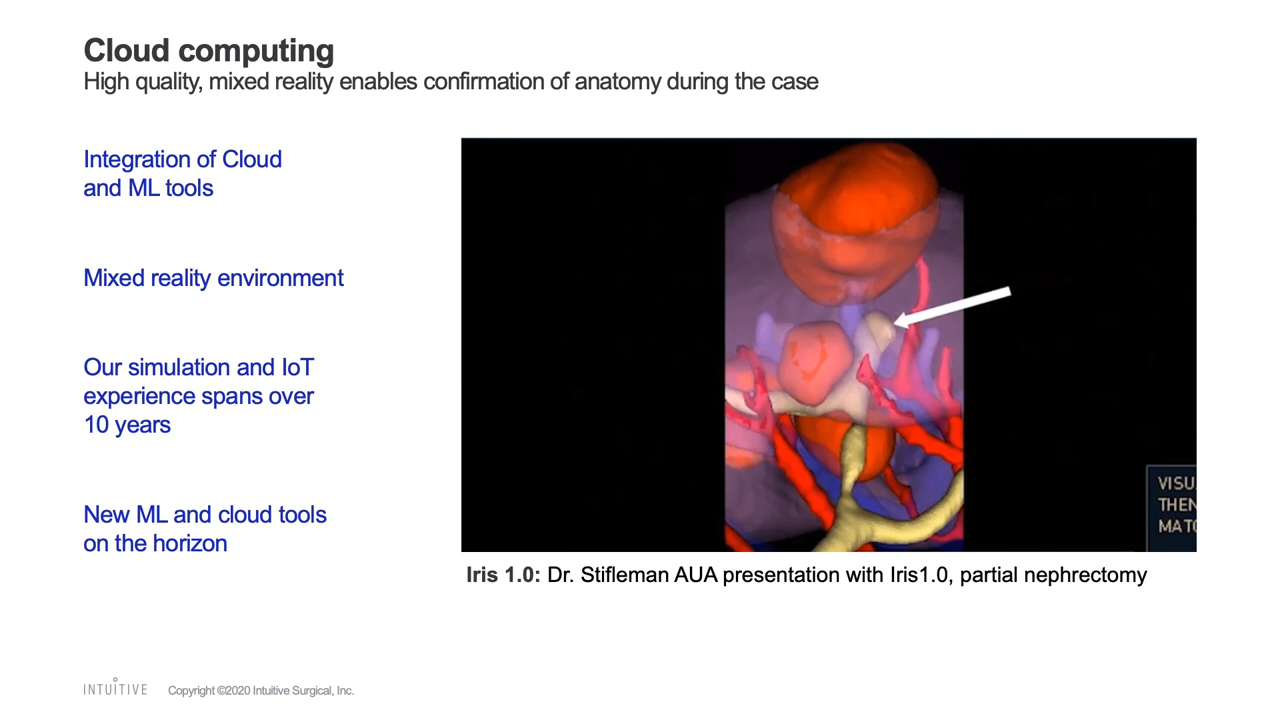 Cloud computing
High quality, mixed reality enables confirmation of anatomy during the case
Integration of Cloud
and ML tools
Mixed reality environment
Our simulation and IoT
experience spans over
10 years
New ML and cloud tools
on the horizon
VISU
THEN
MATC
Iris 1.0: Dr. Stifleman AUA presentation with Iris1.0, partial nephrectomy
INTUITIVE Copyright ©2020 Intuitive Surgical, Inc.